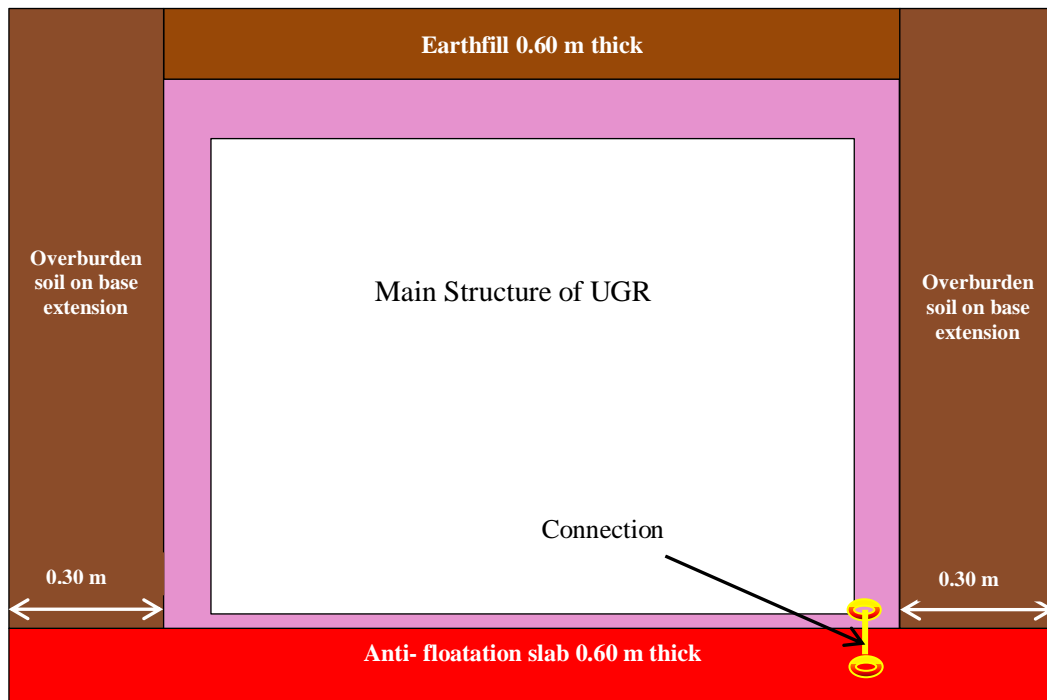 Earthfill 0.60 m thick
Overburden
soil on base
extension
Main Structure of UGR
Overburden
soil on base
extension
Connection
0.30 m
0.30 m
Anti- floatation slab 0.60 m thick